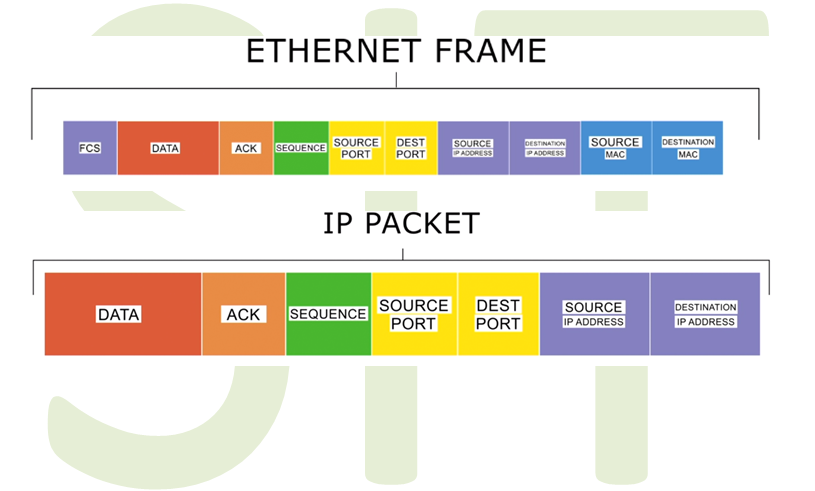 ETHERNET FRAME
FCS
DATA
ACK
SEQUENCE
SOURCE
PORT
DEST
PORT
SOURCE
IP ADDRESS
DESTINATION
IP ADDRESS
SOURCE
MAC
DESTINATION
MAC
IP PACKET
DATA
ACK
SEQUENCE
SOURCE
PORT
DEST
PORT
SOURCE
IP ADDRESS
DESTINATION
IP ADDRESS